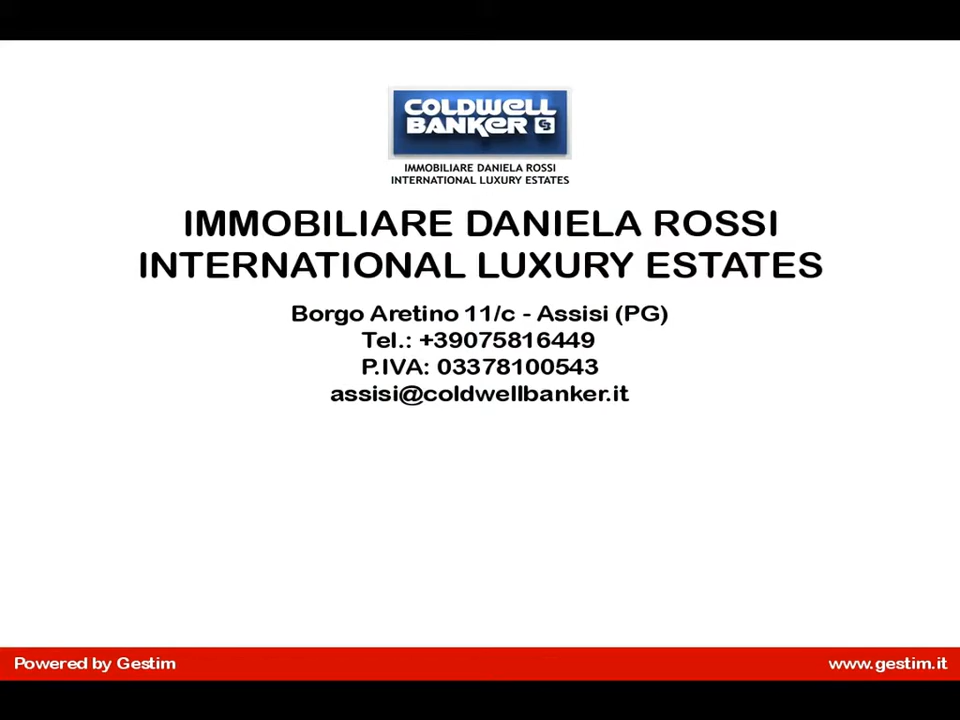 COLDWELL
BANKER CB
IMMOBILIARE DANIELA ROSSI
INTERNATIONAL LUXURY ESTATES
IMMOBILIARE DANIELA ROSSI
INTERNATIONAL LUXURY ESTATES
Borgo Aretino 11/c - Assisi (PG)
Tel.: +39075816449
P.IVA: 03378100543
assisi@coldwellbanker.it
Powered by Gestim
www.gestim.it